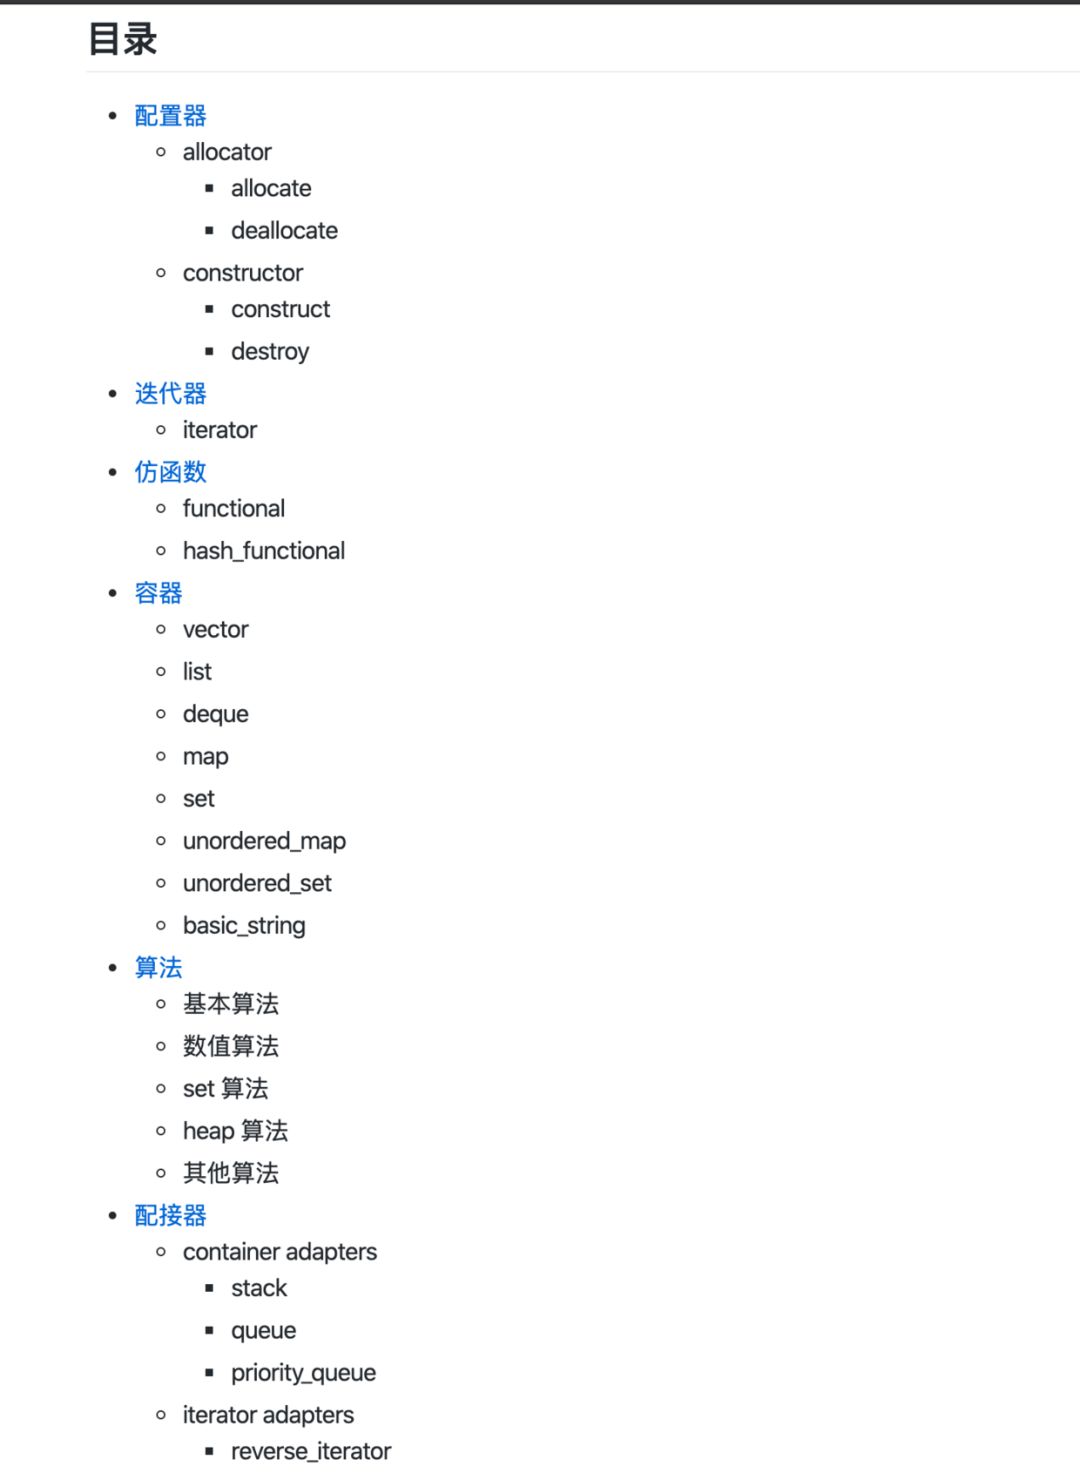 目录
配置器
allocator
allocate
deallocate
constructor
construct
destroy
迭代器
iterator
仿函数
functional
hash_functional
容器
vector
list
deque
map
set
unordered_map
unordered_set
basic_string
算法
基本算法
数值算法
set 算法
heap 算法
其他算法
配接器
container adapters
stack
queue
priority_queue
iterator adapters
reverse_iterator